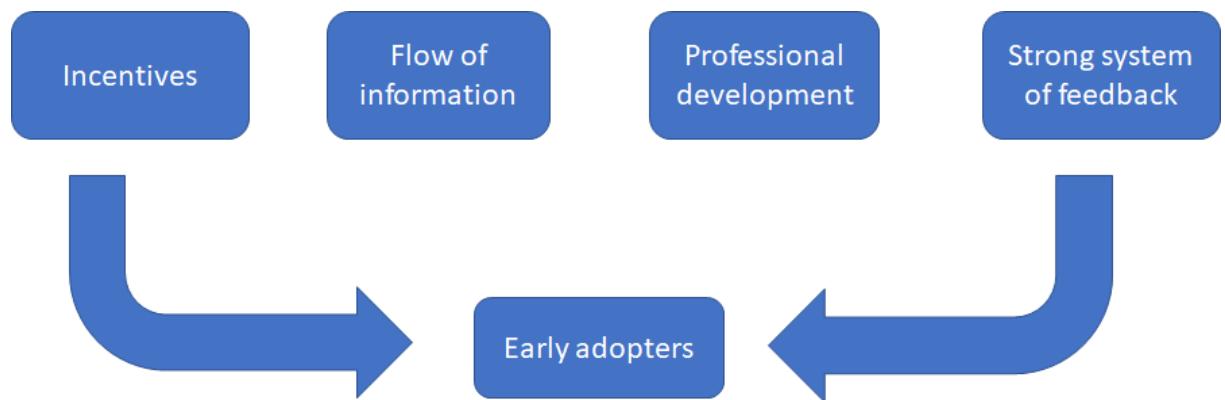 Incentives
Flow of
information
Professional
development
Strong system
of feedback
Early adopters